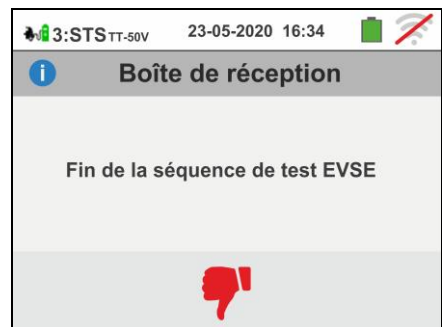 3:STS TT-50V 23-05-2020 16:34
i Boîte de réception
Fin de la séquence de test EVSE